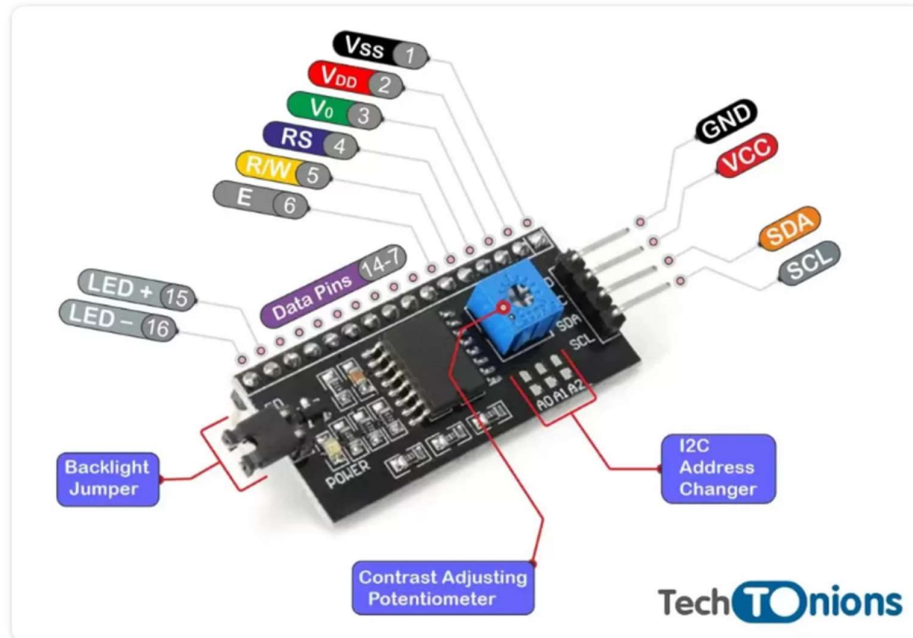 Vss 1
VDD 2
V0 3
RS 4
R/W 5
E 6
Data Pins 14-7
LED + 15
LED − 16
GND
VCC
SDA
SCL
SDA
SCL
A0 A1 A2
POWER
Backlight
Jumper
I2C
Address
Changer
Contrast Adjusting
Potentiometer
TechTOnions